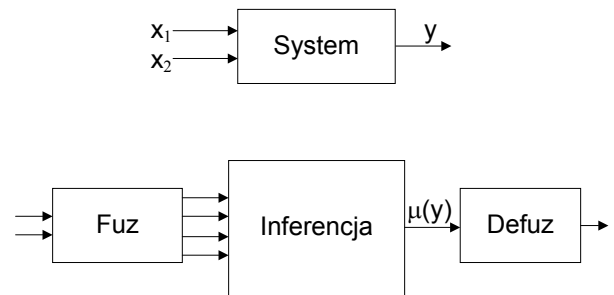 x₁
System
y
x₂
Fuz
Inferencja
μ(y)
Defuz